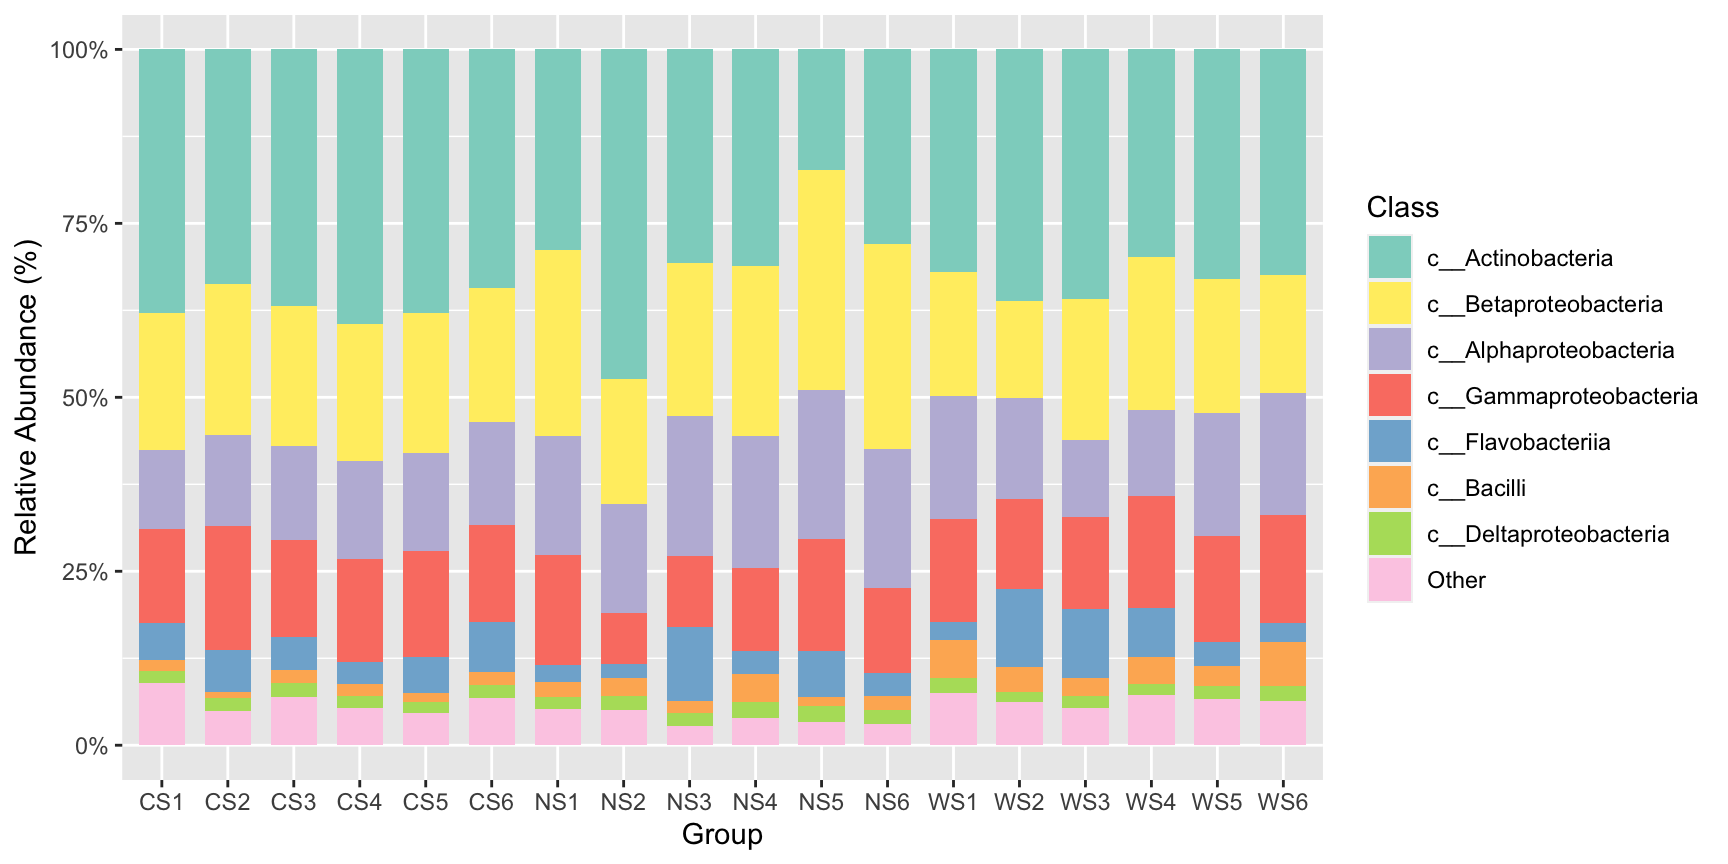 100%
75%
50%
25%
0%
Relative Abundance (%)
CS1 CS2 CS3 CS4 CS5 CS6 NS1 NS2 NS3 NS4 NS5 NS6 WS1 WS2 WS3 WS4 WS5 WS6
Group
Class
c__Actinobacteria
c__Betaproteobacteria
c__Alphaproteobacteria
c__Gammaproteobacteria
c__Flavobacteriia
c__Bacilli
c__Deltaproteobacteria
Other